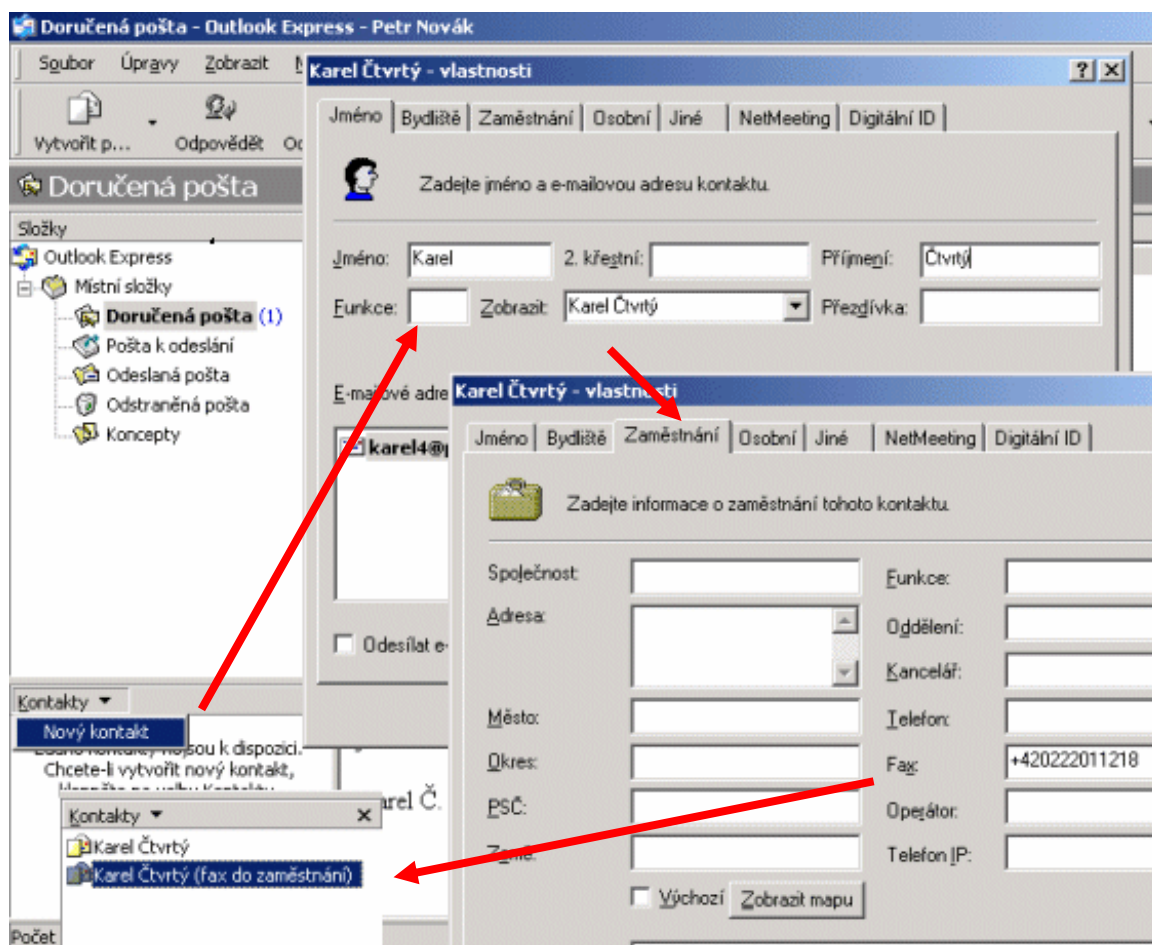 Doručená pošta - Outlook Express - Petr Novák
Soubor Úpravy Zobrazit
Vytvořit p... Odpovědět
Doručená pošta
Složky
Outlook Express
Místní složky
Doručená pošta (1)
Pošta k odeslání
Odeslaná pošta
Odstraněná pošta
Koncepty
Kontakty
Nový kontakt
k dispozici.
Chcete-li vytvořit nový kontakt,
Kontakty
Karel Čtvrtý
Karel Čtvrtý (fax do zaměstnání)
Počet
Karel Čtvrtý - vlastnosti
Jméno Bydliště Zaměstnání Osobní Jiné NetMeeting Digitální ID
Zadejte jméno a e-mailovou adresu kontaktu.
Jméno: Karel 2. křestní: Příjmení: Čtvrtý
Funkce: Zobrazit: Karel Čtvrtý Přezdívka:
E-mailové adre
karel4@
Odesílat e-
Karel Čtvrtý - vlastnosti
Jméno Bydliště Zaměstnání Osobní Jiné NetMeeting Digitální ID
Zadejte informace o zaměstnání tohoto kontaktu.
Společnost: Funkce:
Adresa: Oddělení:
Kancelář:
Město: Telefon:
Okres: Fax: +420222011218
PSČ: Operátor:
Země: Telefon IP:
Výchozí Zobrazit mapu